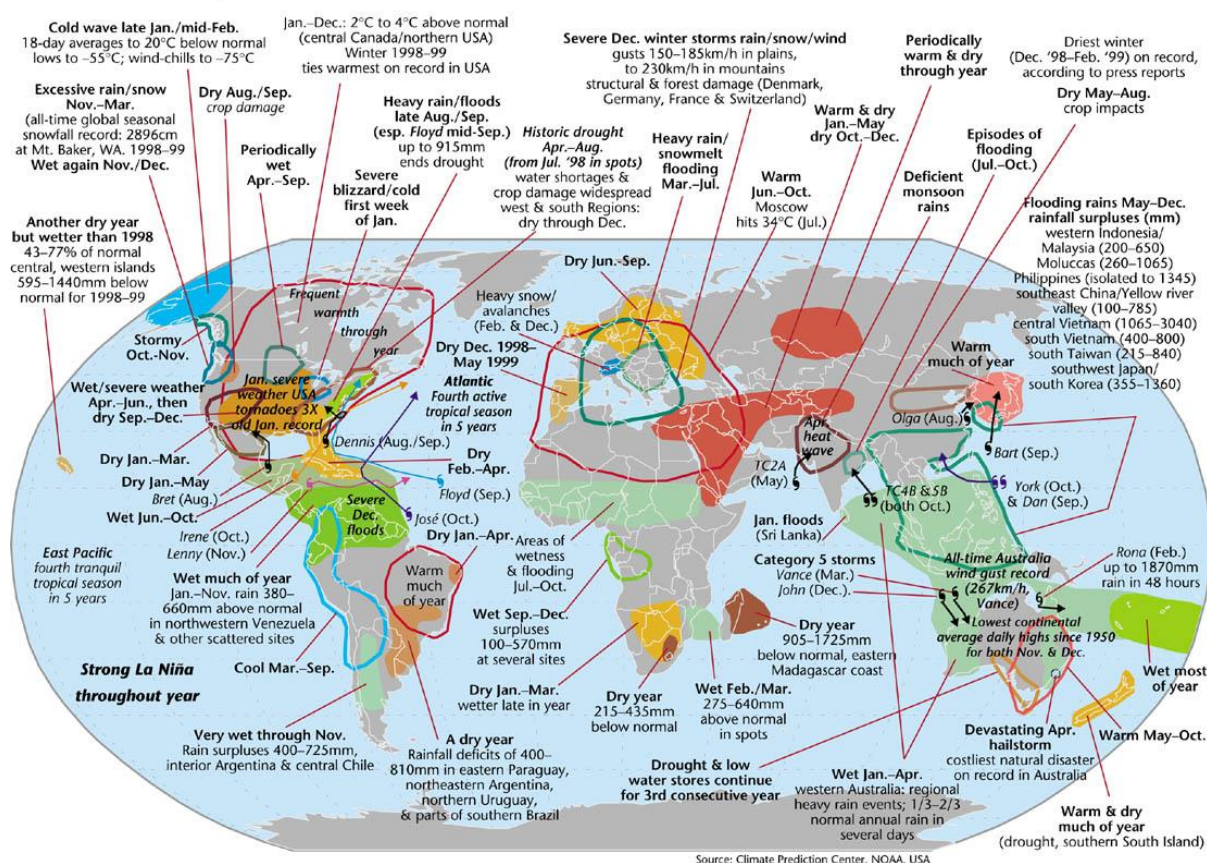 Cold wave late Jan./mid-Feb.
18-day averages to 20°C below normal
lows to –55°C; wind-chills to –75°C
Jan.–Dec.: 2°C to 4°C above normal
(central Canada/northern USA)
Winter 1998–99
ties warmest on record in USA
Severe Dec. winter storms rain/snow/wind
gusts 150–185km/h in plains,
to 230km/h in mountains
structural & forest damage (Denmark,
Germany, France & Switzerland)
Periodically
warm & dry
through year
Driest winter
(Dec. ‘98–Feb. ‘99) on record,
according to press reports
Excessive rain/snow
Nov.–Mar.
(all-time global seasonal
snowfall record: 2896cm
at Mt. Baker, WA. 1998–99
Wet again Nov./Dec.
Dry Aug./Sep.
crop damage
Periodically
wet
Apr.–Sep.
Heavy rain/floods
late Aug./Sep.
(esp. Floyd mid-Sep.)
up to 915mm
ends drought
Severe
blizzard/cold
first week
of Jan.
Historic drought
Apr.–Aug.
(from Jul. ‘98 in spots)
water shortages &
crop damage widespread
west & south Regions:
dry through Dec.
Heavy rain/
snowmelt
flooding
Mar.–Jul.
Warm
Jun.–Oct.
Moscow
hits 34°C (Jul.)
Warm & dry
Jan.–May
dry Oct.–Dec.
Deficient
monsoon
rains
Episodes of
flooding
(Jul.–Oct.)
Dry May–Aug.
crop impacts
Flooding rains May–Dec.
rainfall surpluses (mm)
western Indonesia/
Malaysia (200–650)
Moluccas (260–1065)
Philippines (isolated to 1345)
southeast China/Yellow river
valley (100–785)
central Vietnam (1065–3040)
south Vietnam (400–800)
south Taiwan (215–840)
southwest Japan/
south Korea (355–1360)
Another dry year
but wetter than 1998
43–77% of normal
central, western islands
595–1440mm below
normal for 1998–99
Stormy
Oct.-Nov.
Frequent
warmth
through
year
Heavy snow/
avalanches
(Feb. & Dec.)
Dry Jun.-Sep.
Dry Dec. 1998–
May 1999
Warm
much of year
Wet/severe weather
Apr.–Jun., then
dry Sep.–Dec.
Jan. severe
weather USA
tornadoes 3X
old Jan. record
Atlantic
Fourth active
tropical season
in 5 years
Dennis (Aug./Sep.)
Dry
Feb.–Apr.
Floyd (Sep.)
José (Oct.)
Dry Jan.–Apr.
Dry Jan.–Mar.
Dry Jan.–May
Bret (Aug.)
Wet Jun.–Oct.
Irene (Oct.)
Lenny (Nov.)
Severe
Dec.
floods
Apr.
heat
wave
TC2A
(May)
TC4B & 5B
(both Oct.)
Olga (Aug.)
Bart (Sep.)
York (Oct.)
& Dan (Sep.)
Jan. floods
(Sri Lanka)
East Pacific
fourth tranquil
tropical season
in 5 years
Wet much of year
Jan.–Nov. rain 380–
660mm above normal
in northwestern Venezuela
& other scattered sites
Warm
much
of year
Areas of
wetness
& flooding
Jul.–Oct.
Wet Sep.–Dec.
surpluses
100–570mm
at several sites
Category 5 storms
Vance (Mar.)
John (Dec.)
All-time Australia
wind gust record
(267km/h,
Vance)
Lowest continental
average daily highs since 1950
for both Nov. & Dec.
Rona (Feb.)
up to 1870mm
rain in 48 hours
Strong La Niña
throughout year
Cool Mar.–Sep.
Very wet through Nov.
Rain surpluses 400–725mm,
interior Argentina & central Chile
A dry year
Rainfall deficits of 400–
810mm in eastern Paraguay,
northeastern Argentina,
northern Uruguay,
& parts of southern Brazil
Dry Jan.–Mar.
wetter late in year
Dry year
215–435mm
below normal
Wet Feb./Mar.
275–640mm
above normal
in spots
Dry year
905–1725mm
below normal, eastern
Madagascar coast
Drought & low
water stores continue
for 3rd consecutive year
Wet Jan.–Apr.
western Australia: regional
heavy rain events; 1/3–2/3
normal annual rain in
several days
Devastating Apr.
hailstorm
costliest natural disaster
on record in Australia
Wet most
of year
Warm May–Oct.
Warm & dry
much of year
(drought, southern South Island)
Source: Climate Prediction Center, NOAA, USA